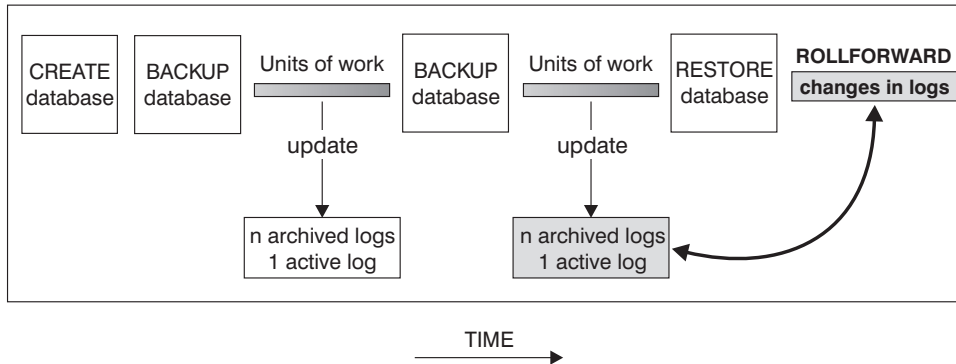 CREATE
database
BACKUP
database
Units of work
update
n archived logs
1 active log
BACKUP
database
Units of work
update
n archived logs
1 active log
RESTORE
database
ROLLFORWARD
changes in logs
TIME